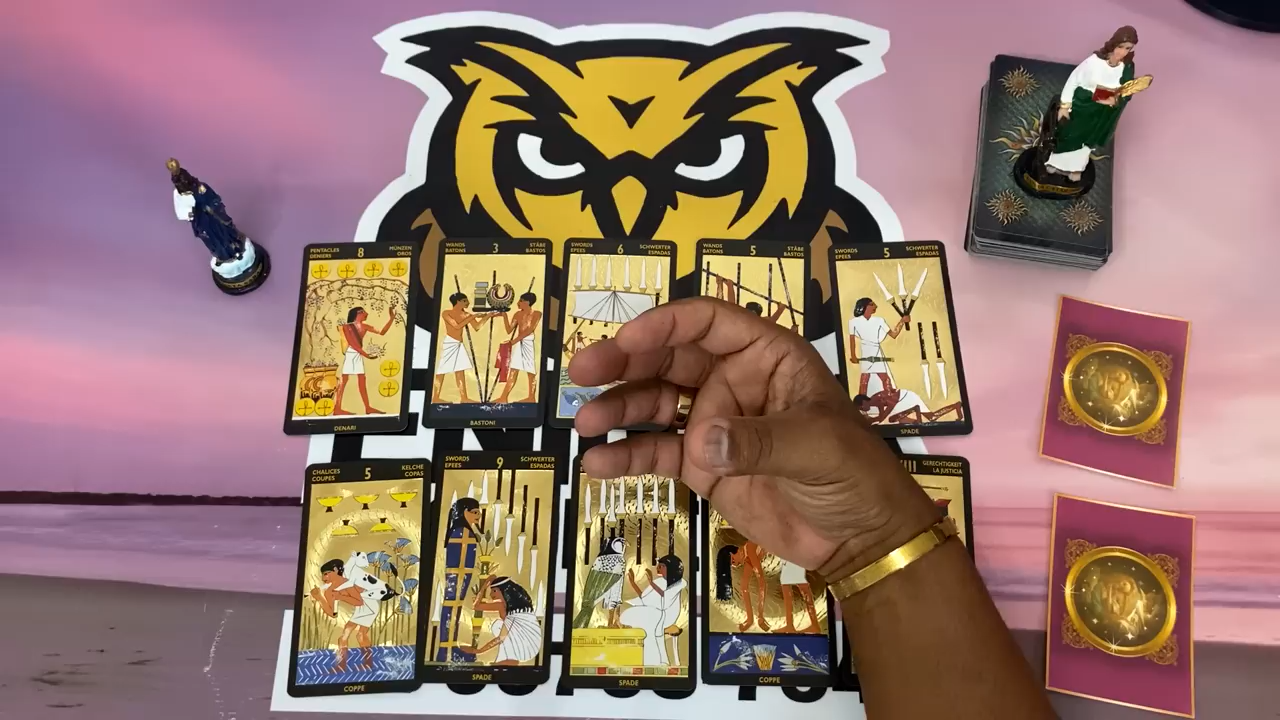 PENTACLES DENIERS 8 MÜNZEN OROS
DENARI
WANDS BATONS 3 STÄBE BASTOS
BASTONI
SWORDS EPEES 6 SCHWERTER ESPADAS
WANDS BATONS 5 STÄBE BASTOS
SWORDS EPEES 5 SCHWERTER ESPADAS
SPADE
CHALICES COUPES 5 KELCHE COPAS
COPPE
SWORDS EPEES 9 SCHWERTER ESPADAS
SPADE
SPADE
COPPE
GERECHTIGKEIT
LA JUSTICIA